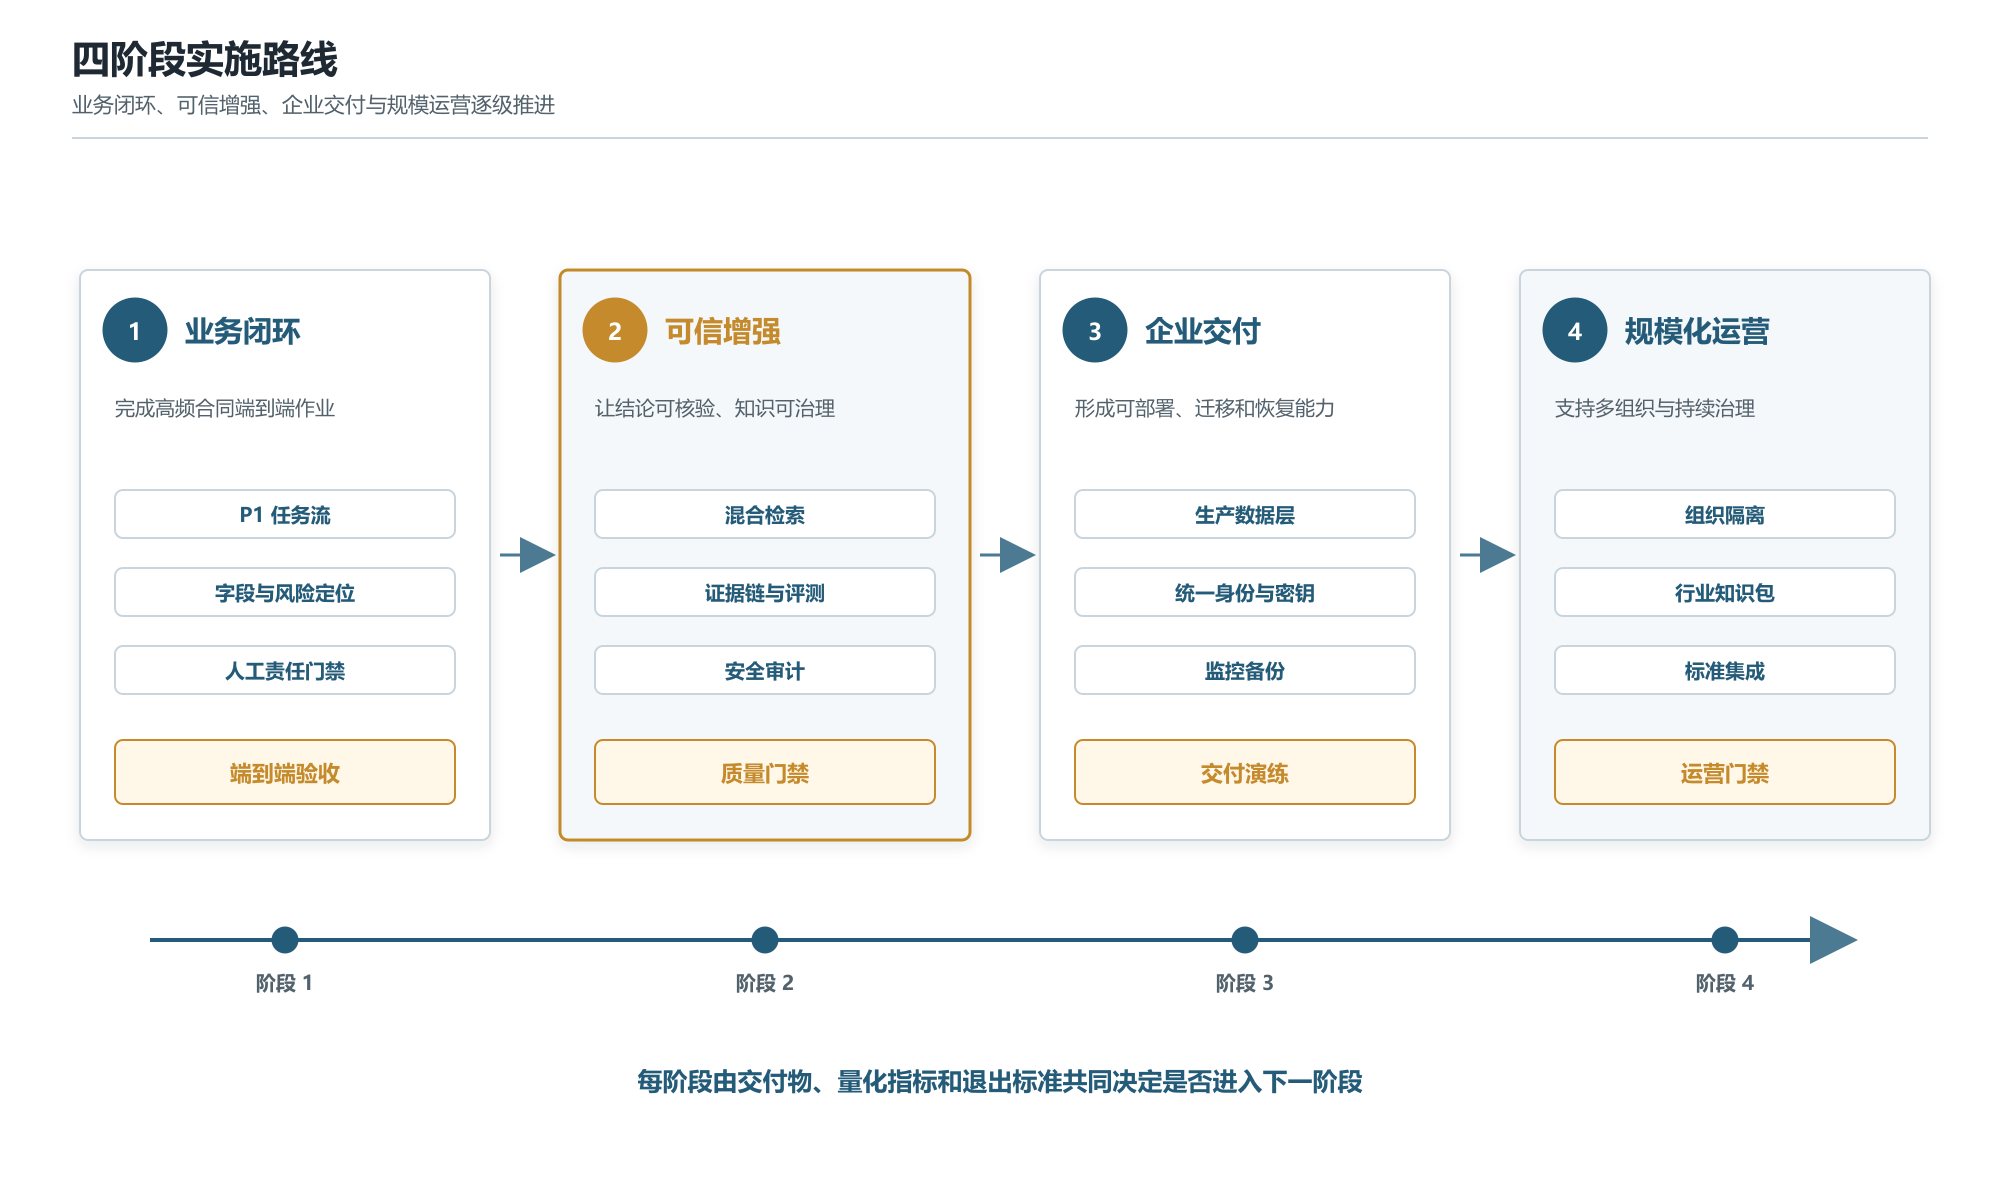 四阶段实施路线
业务闭环、可信增强、企业交付与规模运营逐级推进
1
业务闭环
完成高频合同端到端作业
P1 任务流
字段与风险定位
人工责任门禁
端到端验收
2
可信增强
让结论可核验、知识可治理
混合检索
证据链与评测
安全审计
质量门禁
3
企业交付
形成可部署、迁移和恢复能力
生产数据层
统一身份与密钥
监控备份
交付演练
4
规模化运营
支持多组织与持续治理
组织隔离
行业知识包
标准集成
运营门禁
阶段 1
阶段 2
阶段 3
阶段 4
每阶段由交付物、量化指标和退出标准共同决定是否进入下一阶段